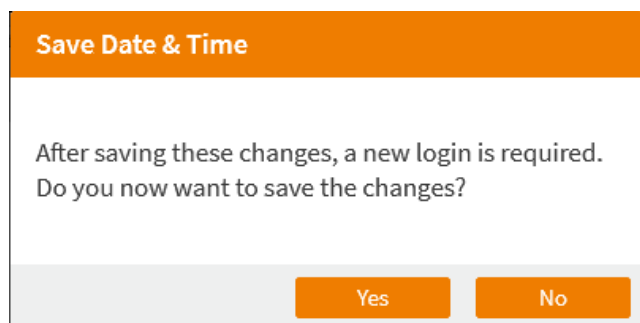 Save Date & Time
After saving these changes, a new login is required.
Do you now want to save the changes?
Yes No